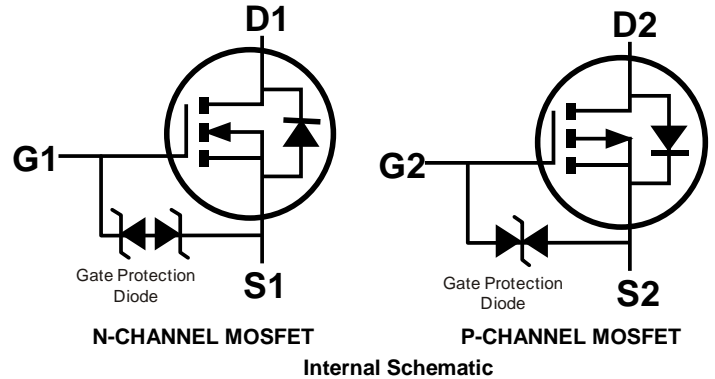 D1
D2
G1
G2
Gate Protection
Diode
S1
Gate Protection
Diode
S2
N-CHANNEL MOSFET
P-CHANNEL MOSFET
Internal Schematic